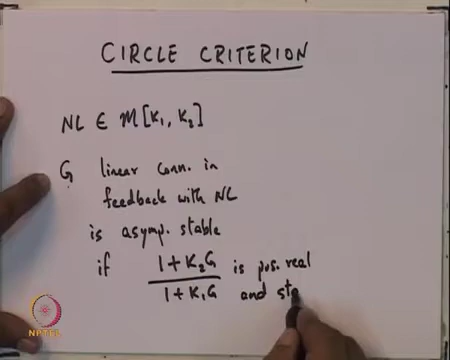 CIRCLE CRITERION
NL ∈ M[K₁, K₂]
G linear conn. in
feedback with NL
is asymp. stable
if 1 + K₂G / 1 + K₁G is pos. real
and sta
NPTEL